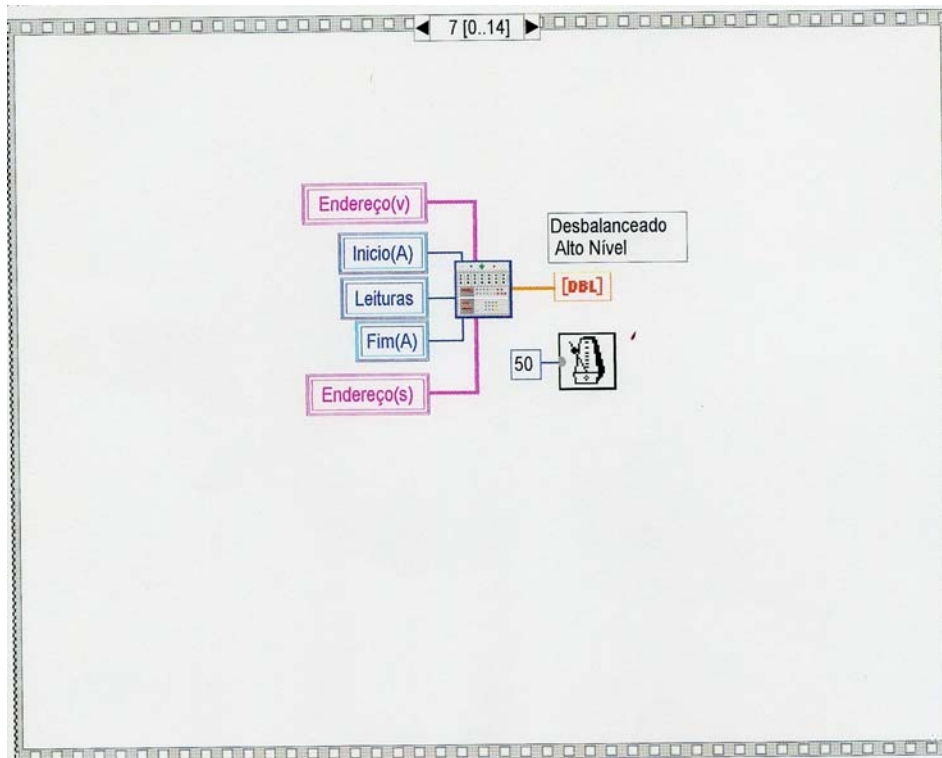 7 [0..14]
Endereço(v)
Inicio(A)
Leituras
Fim(A)
Endereço(s)
Desbalanceado
Alto Nível
[DBL]
50